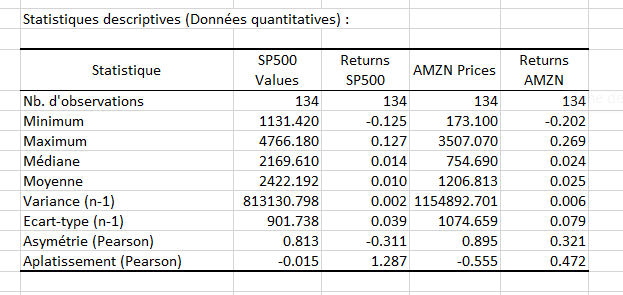 Statistiques descriptives (Données quantitatives) :
Statistique SP500 Values Returns SP500 AMZN Prices Returns AMZN
Nb. d'observations 134 134 134 134
Minimum 1131.420 -0.125 173.100 -0.202
Maximum 4766.180 0.127 3507.070 0.269
Médiane 2169.610 0.014 754.690 0.024
Moyenne 2422.192 0.010 1206.813 0.025
Variance (n-1) 813130.798 0.002 1154892.701 0.006
Ecart-type (n-1) 901.738 0.039 1074.659 0.079
Asymétrie (Pearson) 0.813 -0.311 0.895 0.321
Aplatissement (Pearson) -0.015 1.287 -0.555 0.472